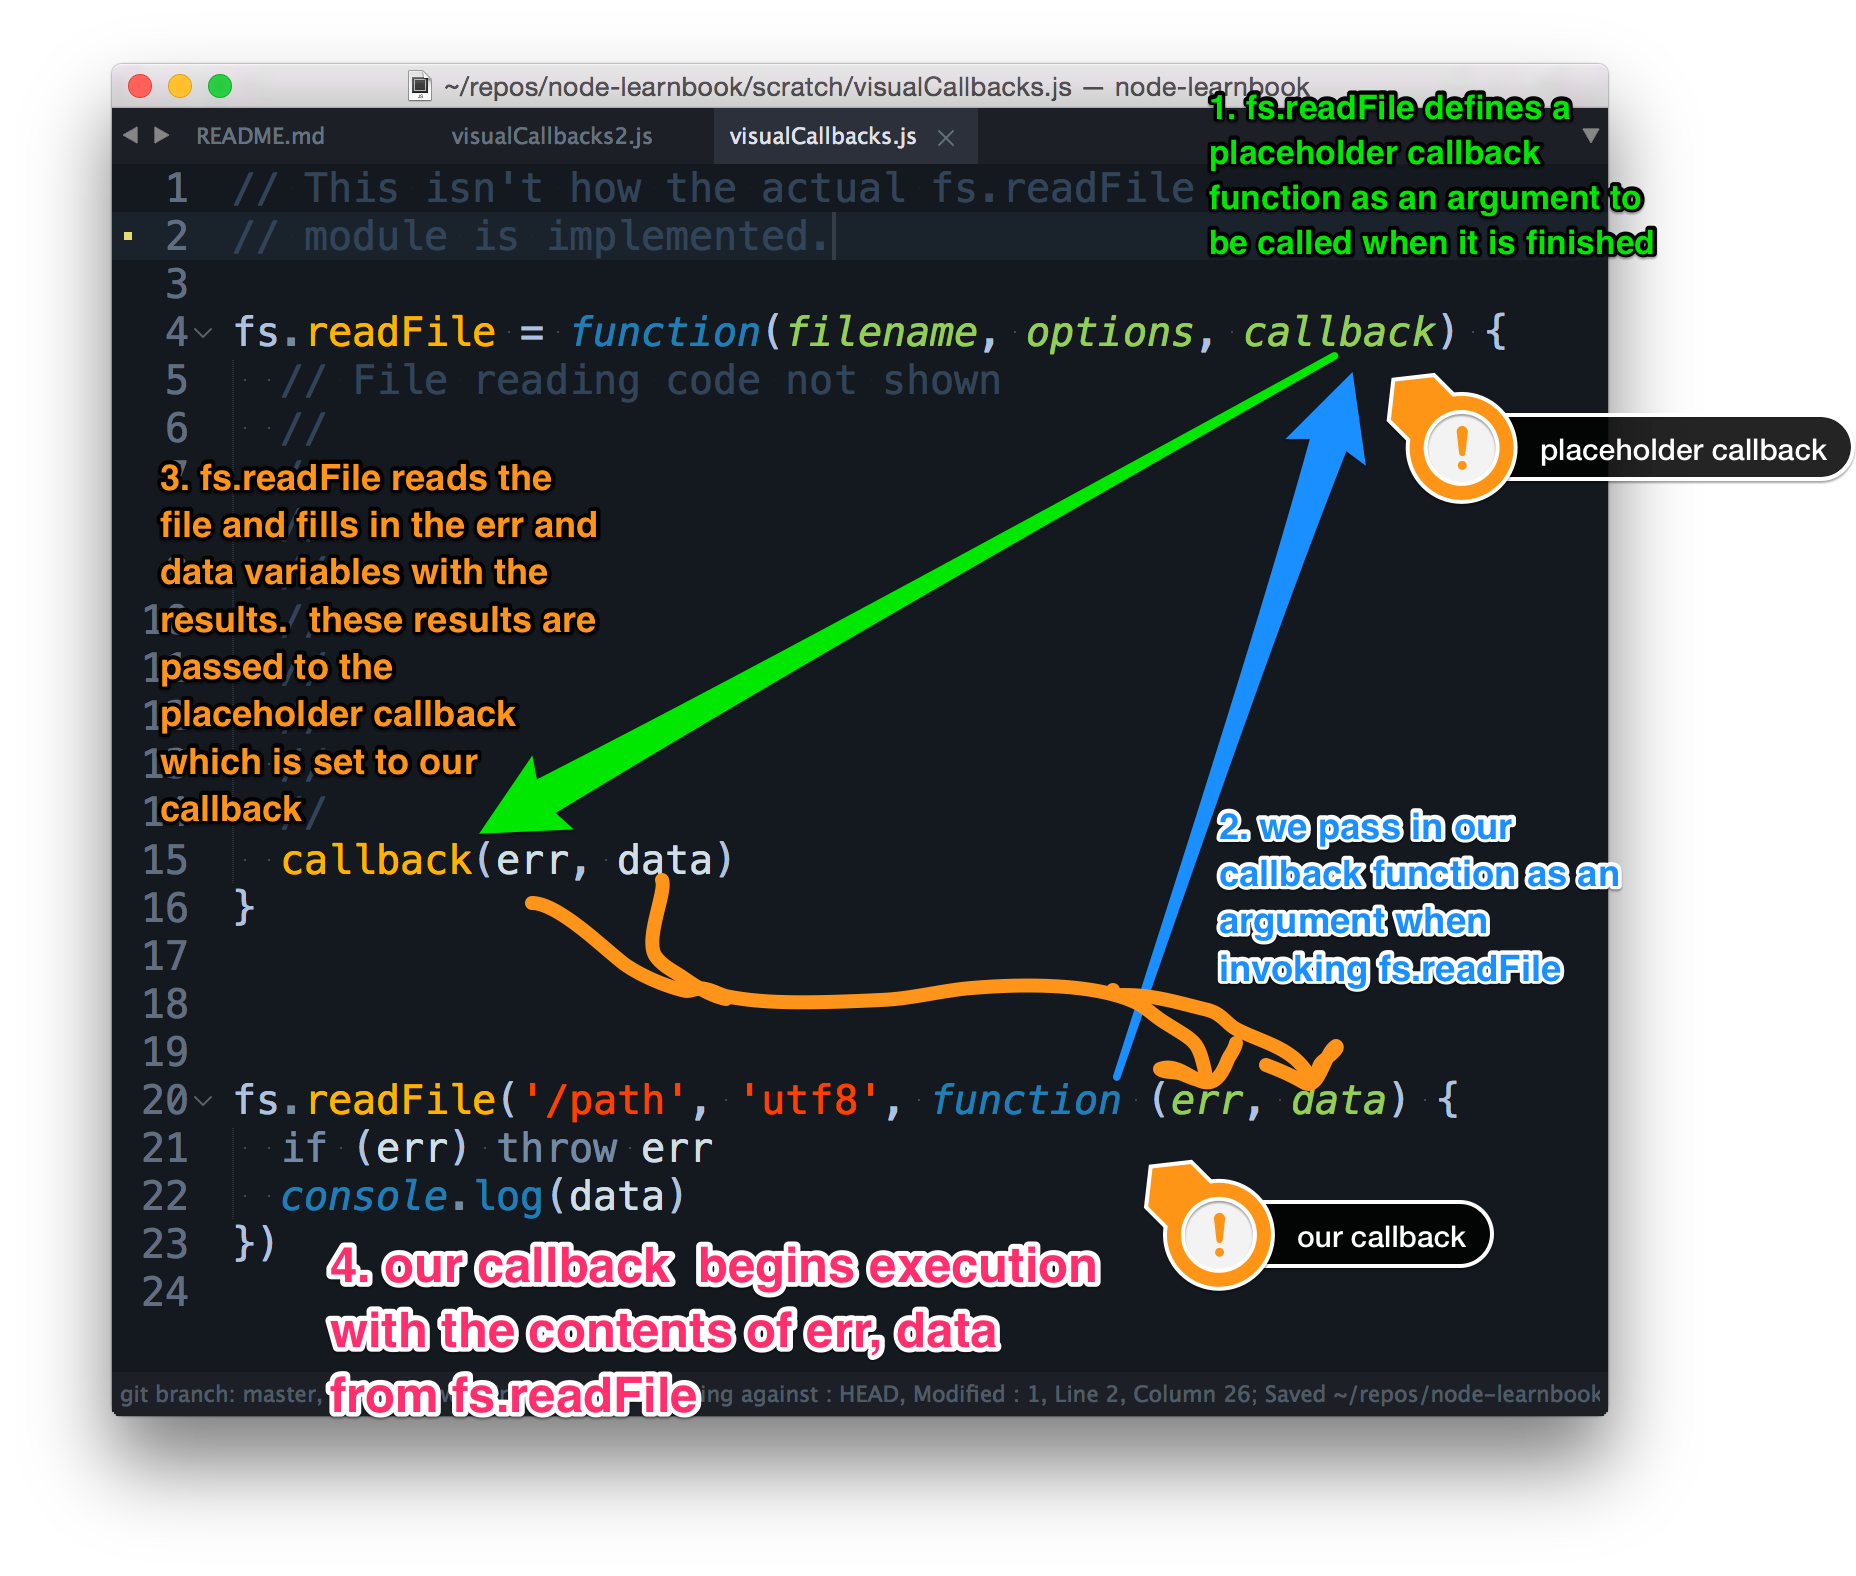 ~/repos/node-learnbook/scratch/visualCallbacks.js — node-learnbook
README.md visualCallbacks2.js visualCallbacks.js
1. fs.readFile defines a
placeholder callback
function as an argument to
be called when it is finished
1 // This isn't how the actual fs.readFile
2 // module is implemented.
3
4 fs.readFile = function(filename, options, callback) {
5 // File reading code not shown
6 //
placeholder callback
3. fs.readFile reads the
file and fills in the err and
data variables with the
results. these results are
passed to the
placeholder callback
which is set to our
callback
//
2. we pass in our
callback function as an
argument when
invoking fs.readFile
15 callback(err, data)
16 }
17
18
19
20 fs.readFile('/path', 'utf8', function (err, data) {
21 if (err) throw err
22 console.log(data)
23 })
24
our callback
4. our callback begins execution
with the contents of err, data
from fs.readFile
git branch: master, ing against : HEAD, Modified : 1, Line 2, Column 26; Saved ~/repos/node-learnbook